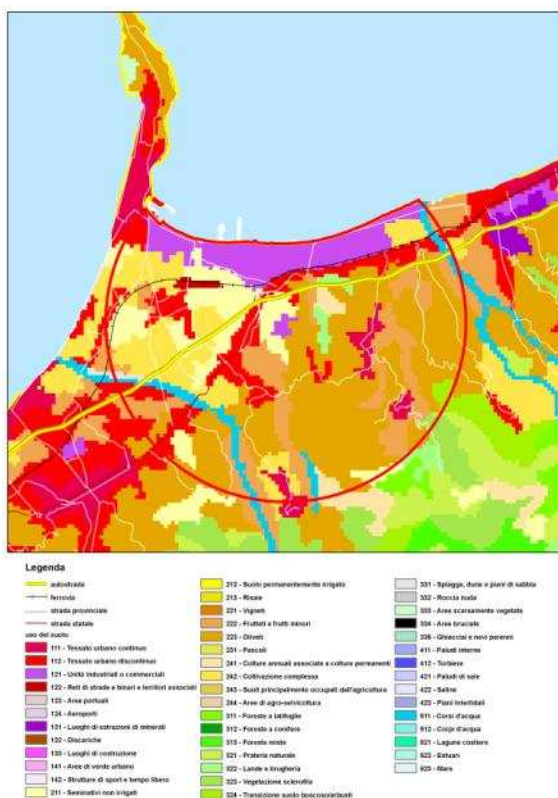 Legenda
autostrada
ferrovia
strada provinciale
strada statale
uso del suolo
111 - Tessuto urbano continuo
112 - Tessuto urbano discontinuo
121 - Unità industriali o commerciali
122 - Reti di strade e binari e territori associati
123 - Aree portuali
124 - Aeroporti
131 - Luoghi di estrazioni di minerali
132 - Discariche
133 - Luoghi di costruzione
141 - Aree di verde urbano
142 - Strutture di sport e tempo libero
211 - Seminativi non irrigati
212 - Suolo permanentemente irrigato
213 - Risaie
221 - Vigneti
222 - Frutteti e frutti minori
223 - Oliveti
231 - Pascoli
241 - Colture annuali associate a colture permanenti
242 - Coltivazione complessa
243 - Suoli principalmente occupati dall'agricoltura
244 - Aree di agro-selvicoltura
311 - Foreste a latifoglie
312 - Foreste a conifere
313 - Foreste miste
321 - Prateria naturale
322 - Lande e brugheria
323 - Vegetazione sclerofila
324 - Transizione suolo boscoso/arbusti
331 - Spiagge, dune e piani di sabbia
332 - Roccia nuda
333 - Aree scarsamente vegetate
334 - Aree bruciate
335 - Ghiacciai e nevi perenni
411 - Paludi interne
412 - Torbiere
421 - Paludi di sale
422 - Saline
423 - Piani intertidali
511 - Corsi d'acqua
512 - Corpi d'acqua
521 - Lagune costiere
522 - Estuari
523 - Mare